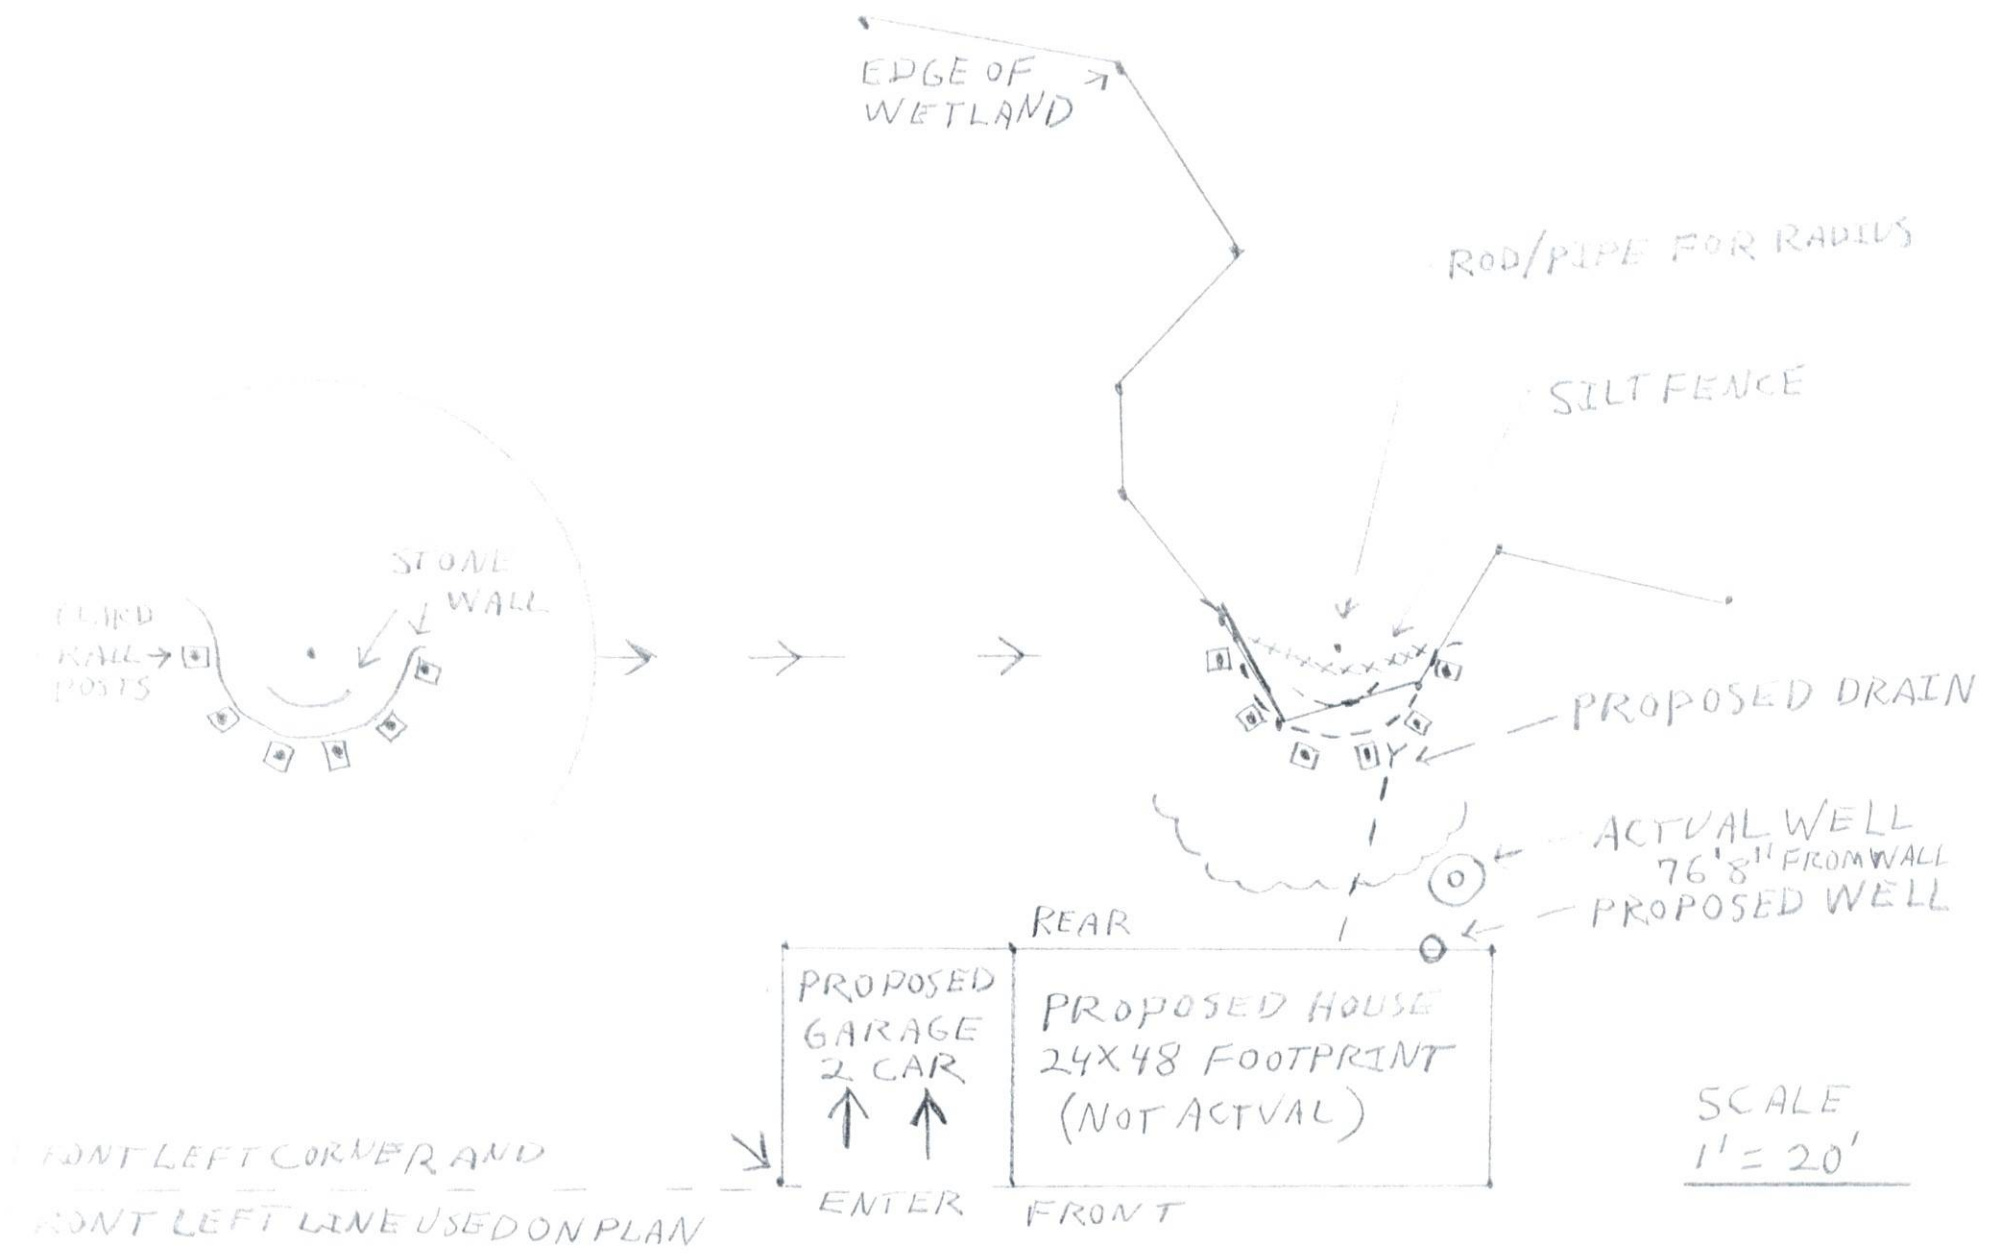 EDGE OF
WETLAND
ROD/PIPE FOR RADIUS
SILT FENCE
STONE
WALL
RAIL
POSTS
PROPOSED DRAIN
ACTUAL WELL
76'8" FROM WALL
PROPOSED WELL
REAR
PROPOSED
GARAGE
2 CAR
PROPOSED HOUSE
24X48 FOOTPRINT
(NOT ACTUAL)
SCALE
1' = 20'
LEFT CORNER AND
ENTER
FRONT
LEFT LINE USED ON PLAN